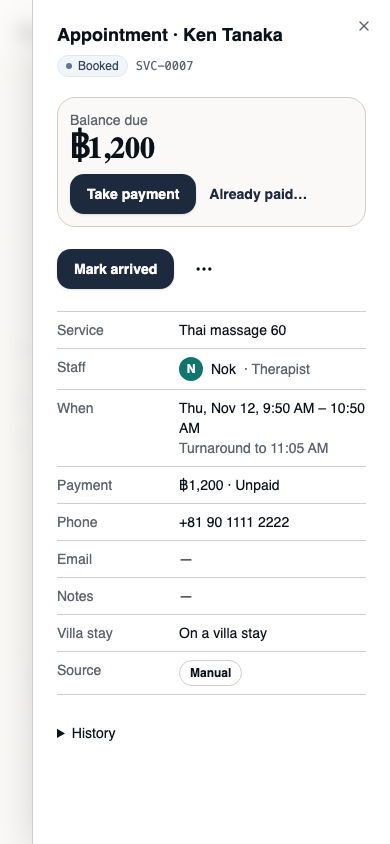 Appointment · Ken Tanaka
Booked SVC-0007
Balance due
฿1,200
Take payment Already paid...
Mark arrived
Service Thai massage 60
Staff N Nok · Therapist
When Thu, Nov 12, 9:50 AM – 10:50
AM
Turnaround to 11:05 AM
Payment ฿1,200 · Unpaid
Phone +81 90 1111 2222
Email —
Notes —
Villa stay On a villa stay
Source Manual
History